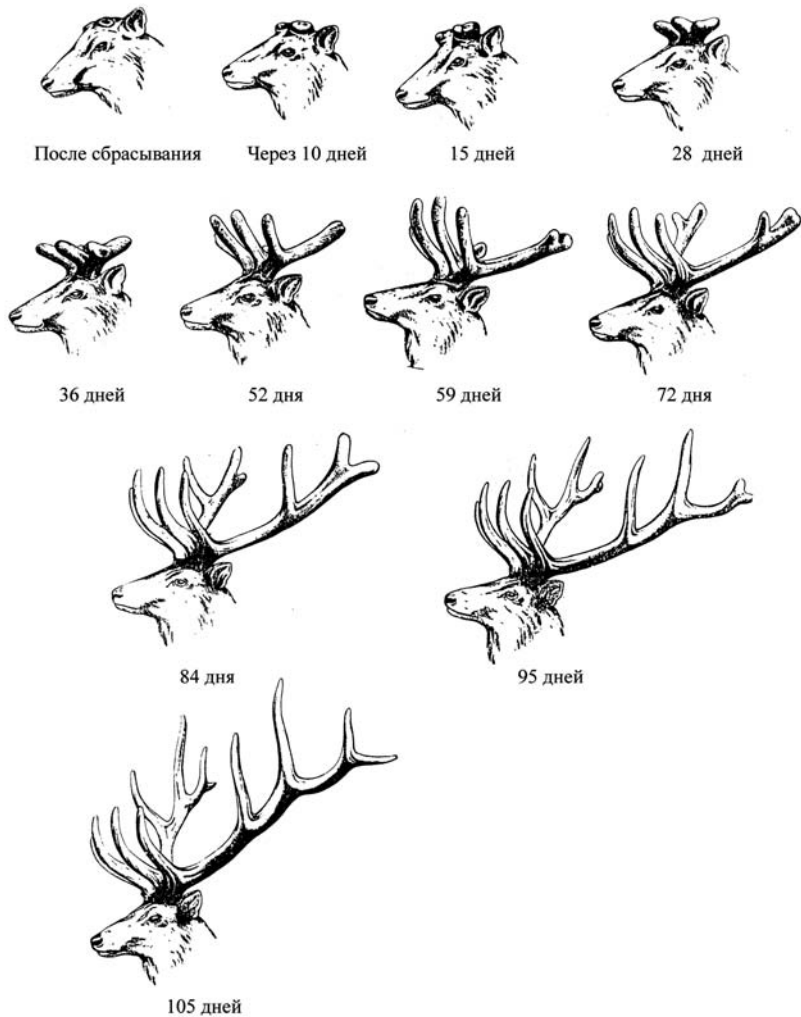 После сбрасывания
Через 10 дней
15 дней
28 дней
36 дней
52 дня
59 дней
72 дня
84 дня
95 дней
105 дней